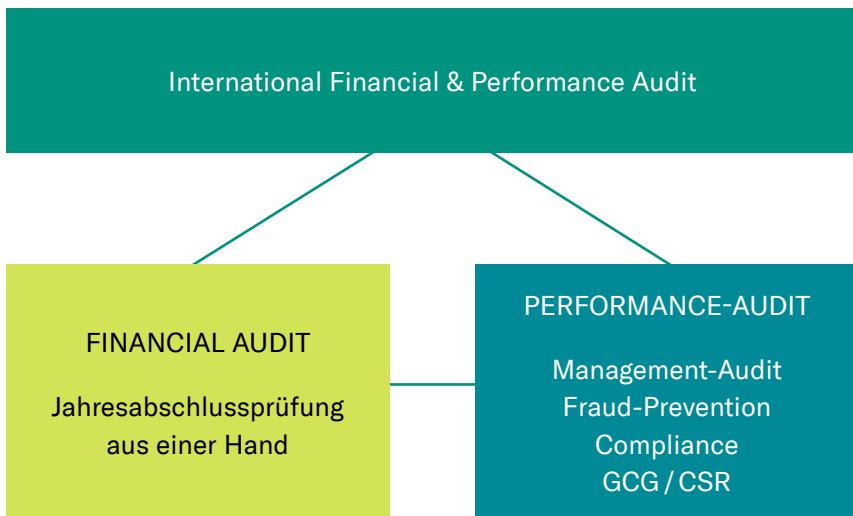 International Financial & Performance Audit
FINANCIAL AUDIT
Jahresabschlussprüfung
aus einer Hand
PERFORMANCE-AUDIT
Management-Audit
Fraud-Prevention
Compliance
GCG / CSR